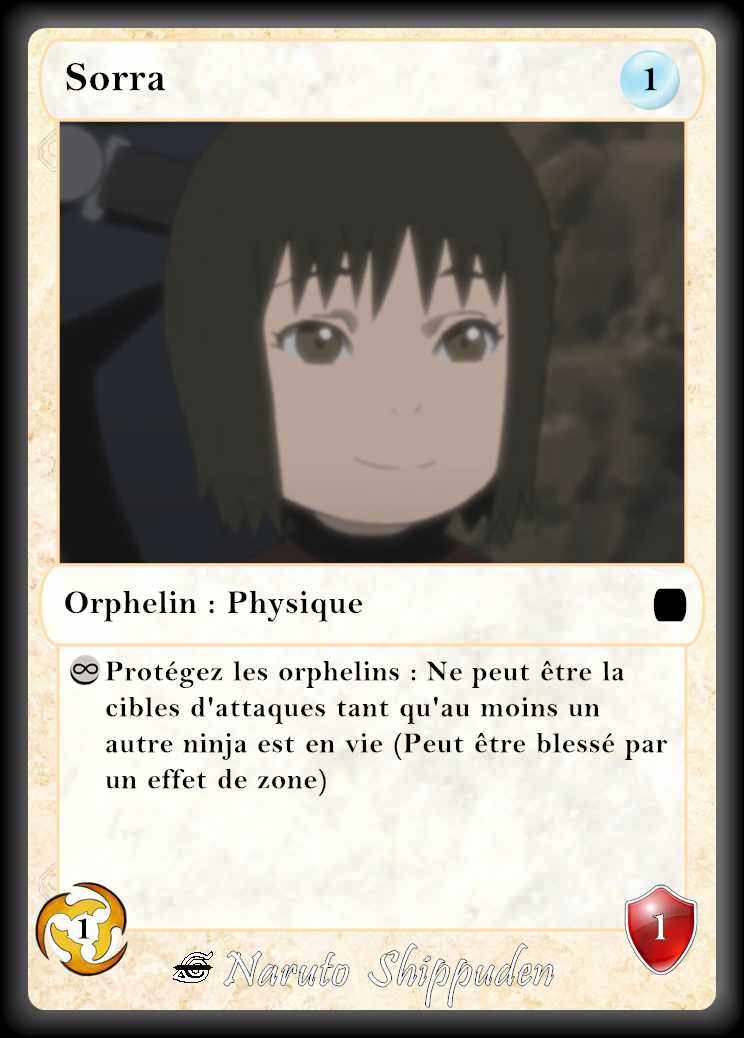 Sorra
1
Orphelin : Physique
Protégez les orphelins : Ne peut être la
cibles d'attaques tant qu'au moins un
autre ninja est en vie (Peut être blessé par
un effet de zone)
1
1
Naruto Shippuden